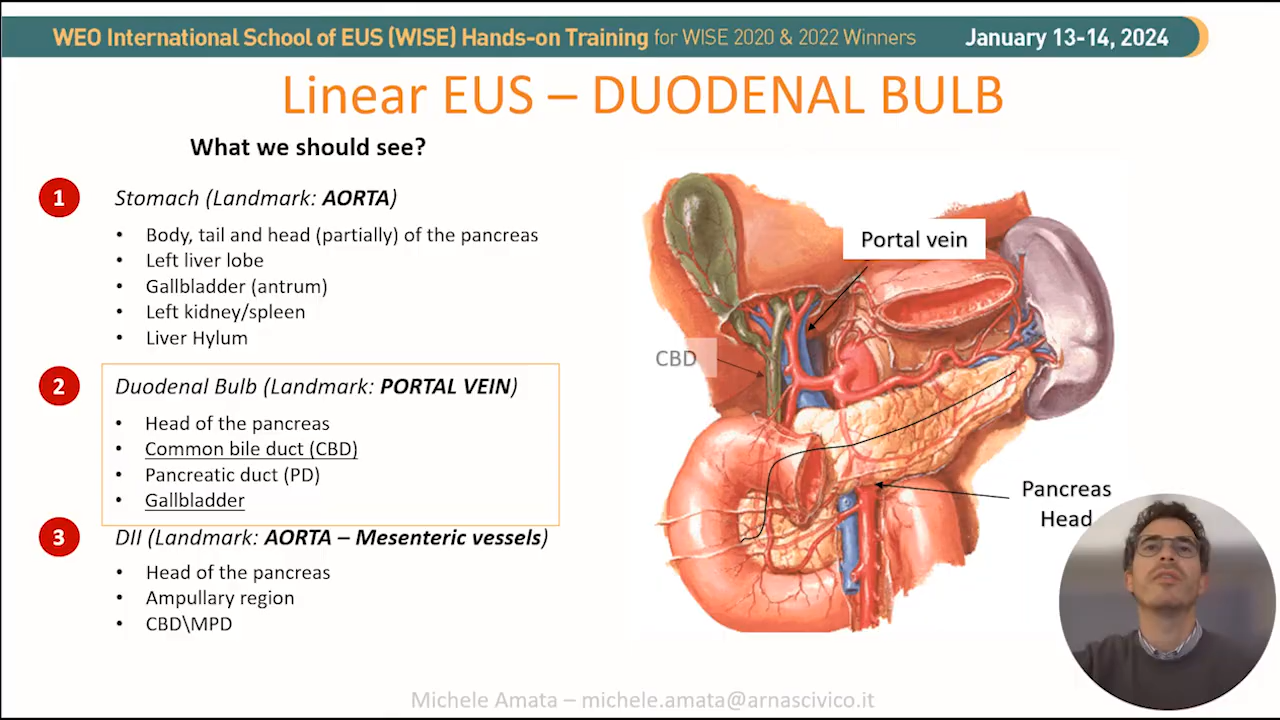 WEO International School of EUS (WISE) Hands-on Training for WISE 2020 & 2022 Winners January 13-14, 2024
Linear EUS – DUODENAL BULB
What we should see?
1 Stomach (Landmark: AORTA)
• Body, tail and head (partially) of the pancreas
• Left liver lobe
• Gallbladder (antrum)
• Left kidney/spleen
• Liver Hylum
2 Duodenal Bulb (Landmark: PORTAL VEIN)
• Head of the pancreas
• Common bile duct (CBD)
• Pancreatic duct (PD)
• Gallbladder
3 DII (Landmark: AORTA – Mesenteric vessels)
• Head of the pancreas
• Ampullary region
• CBD\MPD
Portal vein
CBD
Pancreas
Head
Michele Amata – michele.amata@arnascivico.it